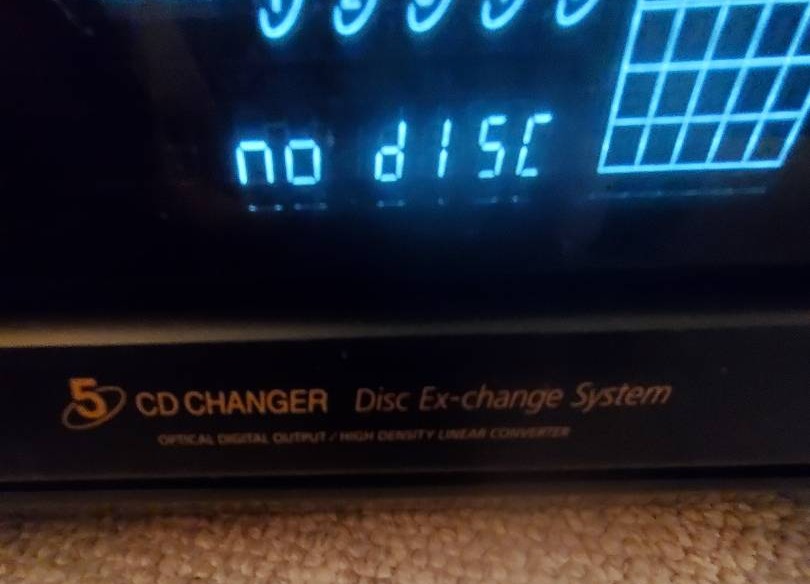 no dISC
5 CD CHANGER Disc Ex-change System
OPTICAL DIGITAL OUTPUT / HIGH DENSITY LINEAR CONVERTER